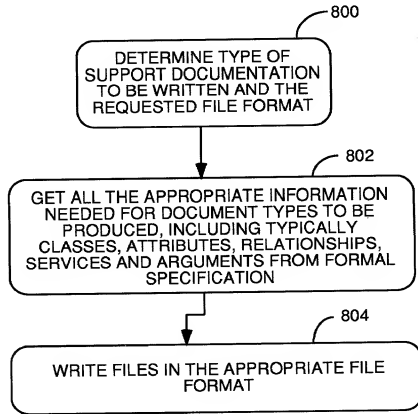 800
DETERMINE TYPE OF
SUPPORT DOCUMENTATION
TO BE WRITTEN AND THE
REQUESTED FILE FORMAT
802
GET ALL THE APPROPRIATE INFORMATION
NEEDED FOR DOCUMENT TYPES TO BE
PRODUCED, INCLUDING TYPICALLY
CLASSES, ATTRIBUTES, RELATIONSHIPS,
SERVICES AND ARGUMENTS FROM FORMAL
SPECIFICATION
804
WRITE FILES IN THE APPROPRIATE FILE
FORMAT